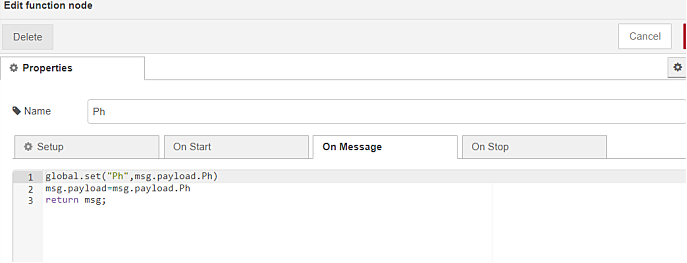 Edit function node
Delete
Cancel
Properties
Name
Ph
Setup
On Start
On Message
On Stop
1 global.set("Ph",msg.payload.Ph)
2 msg.payload=msg.payload.Ph
3 return msg;